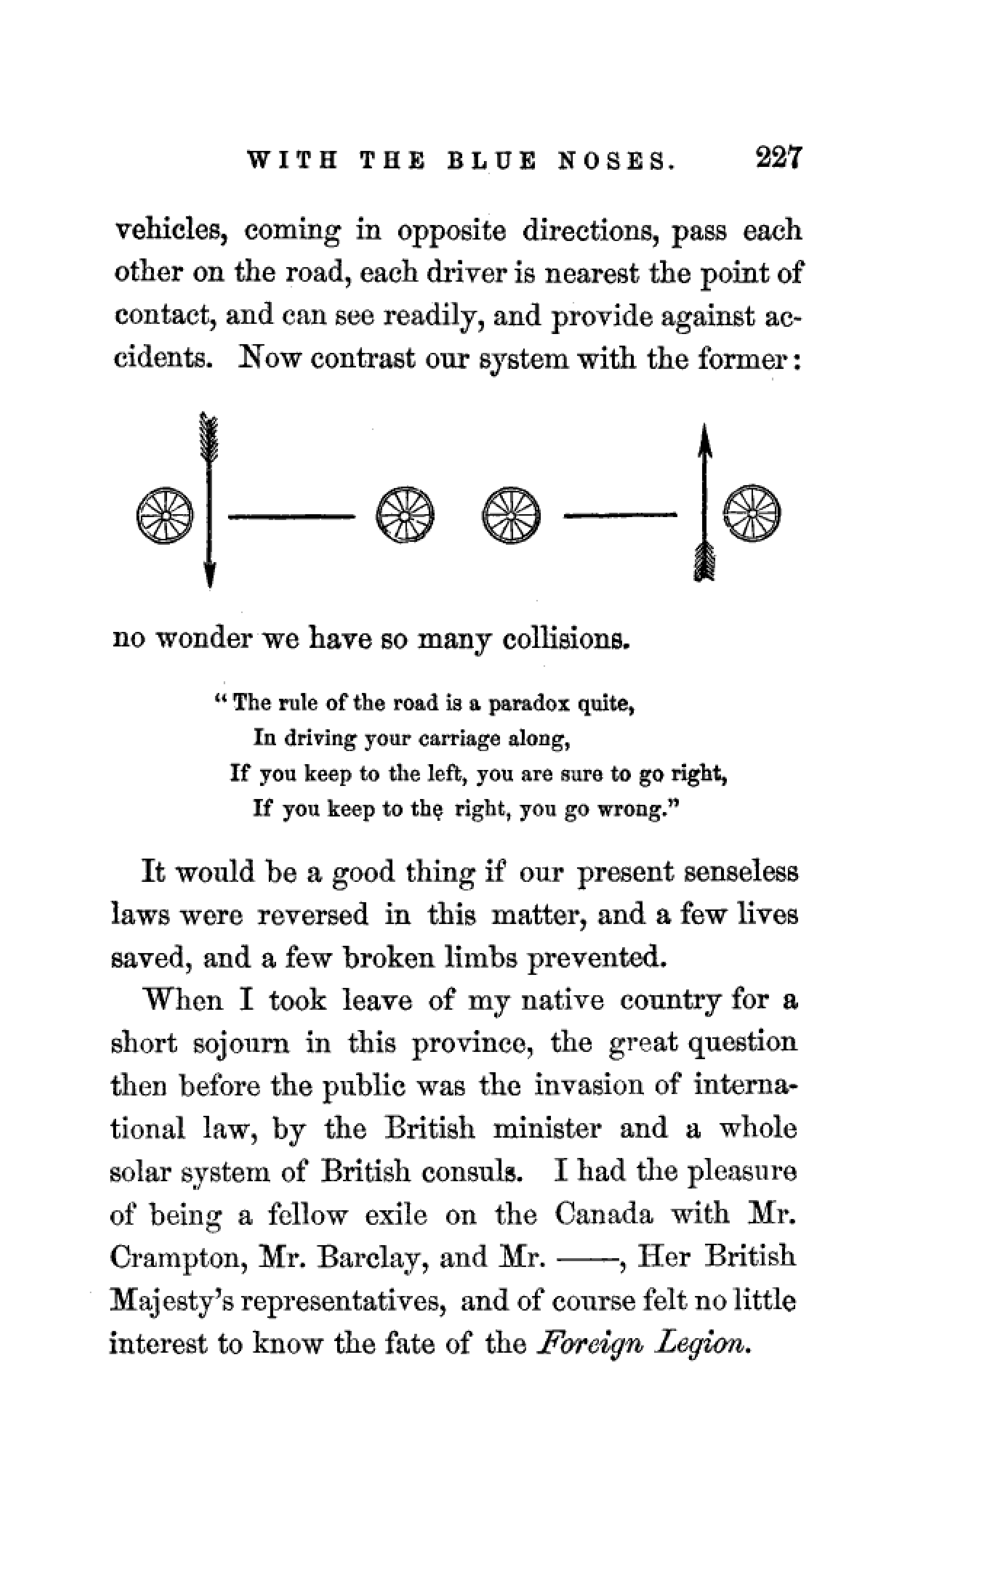 WITH THE BLUE NOSES. 227
vehicles, coming in opposite directions, pass each
other on the road, each driver is nearest the point of
contact, and can see readily, and provide against ac-
cidents. Now contrast our system with the former:
no wonder we have so many collisions.
“The rule of the road is a paradox quite,
In driving your carriage along,
If you keep to the left, you are sure to go right,
If you keep to the right, you go wrong.”
It would be a good thing if our present senseless
laws were reversed in this matter, and a few lives
saved, and a few broken limbs prevented.
When I took leave of my native country for a
short sojourn in this province, the great question
then before the public was the invasion of interna-
tional law, by the British minister and a whole
solar system of British consuls. I had the pleasure
of being a fellow exile on the Canada with Mr.
Crampton, Mr. Barclay, and Mr. ——, Her British
Majesty’s representatives, and of course felt no little
interest to know the fate of the Foreign Legion.